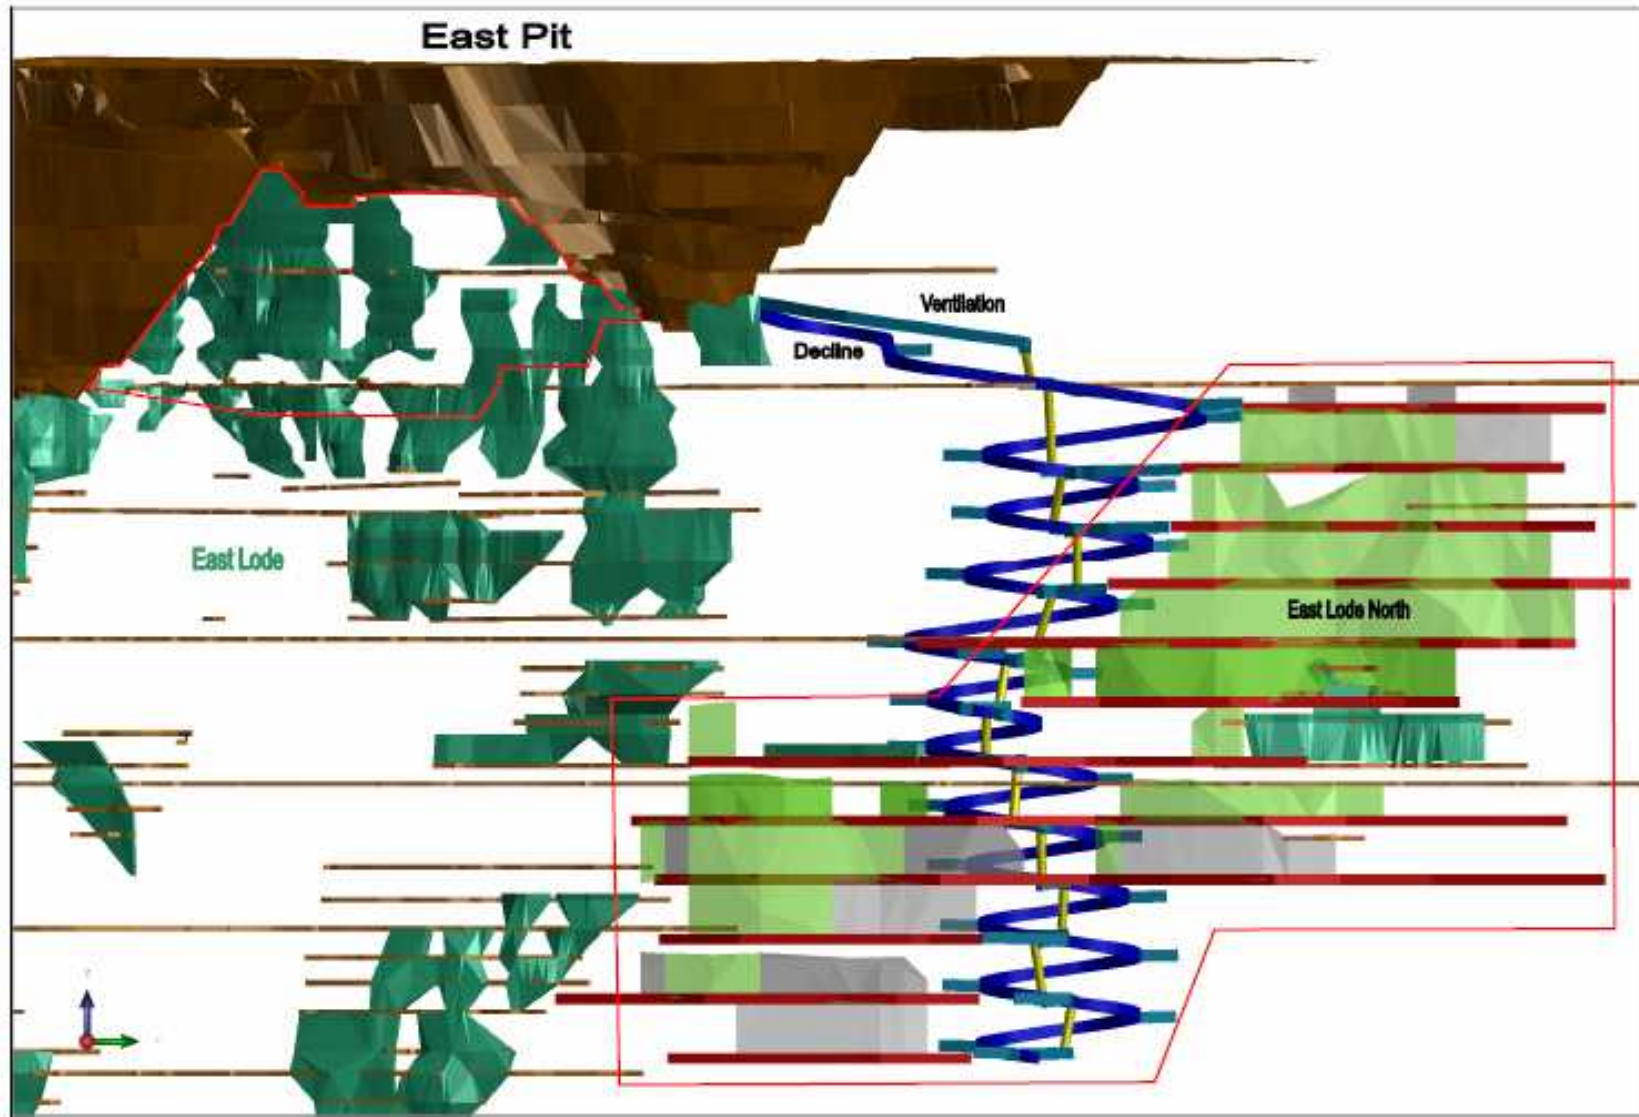 East Pit
Ventilation
Decline
East Lode
East Lode North